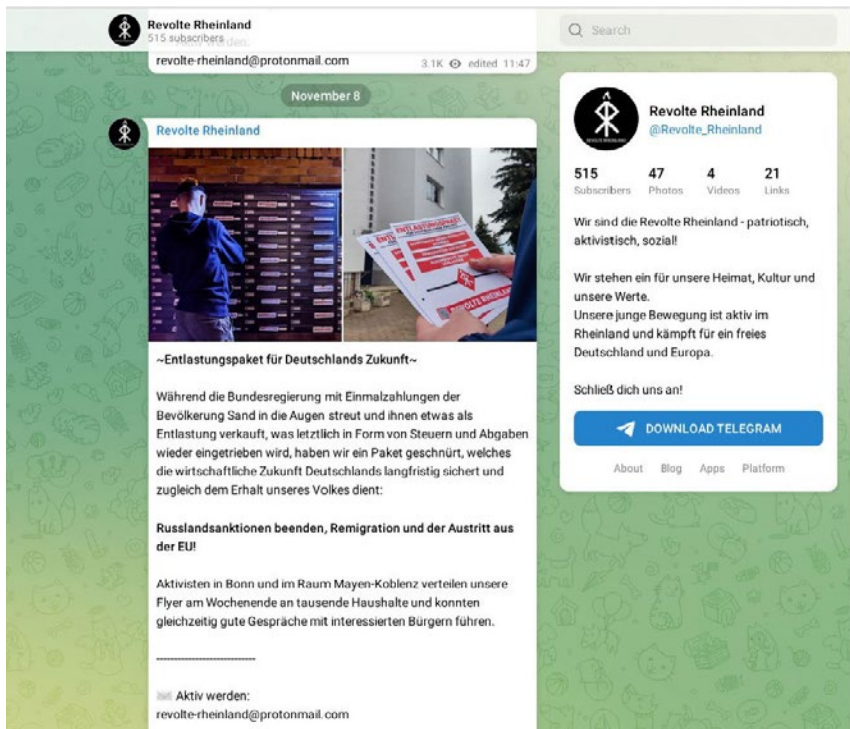 Revolte Rheinland
515 subscribers
Aktiv werden:
revolte-rheinland@protonmail.com
3.1K edited 11:47
November 8
Revolte Rheinland
ENTLASTUNGSPAKET
REVOLTE RHEINLAND
~Entlastungspaket für Deutschlands Zukunft~
Während die Bundesregierung mit Einmalzahlungen der
Bevölkerung Sand in die Augen streut und ihnen etwas als
Entlastung verkauft, was letztlich in Form von Steuern und Abgaben
wieder eingetrieben wird, haben wir ein Paket geschnürt, welches
die wirtschaftliche Zukunft Deutschlands langfristig sichert und
zugleich dem Erhalt unseres Volkes dient:
Russlandsanktionen beenden, Remigration und der Austritt aus
der EU!
Aktivisten in Bonn und im Raum Mayen-Koblenz verteilen unsere
Flyer am Wochenende an tausende Haushalte und konnten
gleichzeitig gute Gespräche mit interessierten Bürgern führen.
----------------------------
Aktiv werden:
revolte-rheinland@protonmail.com
Search
REVOLTE RHEINLAND
Revolte Rheinland
@Revolte_Rheinland
515 47 4 21
Subscribers Photos Videos Links
Wir sind die Revolte Rheinland - patriotisch,
aktivistisch, sozial!
Wir stehen ein für unsere Heimat, Kultur und
unsere Werte.
Unsere junge Bewegung ist aktiv im
Rheinland und kämpft für ein freies
Deutschland und Europa.
Schließ dich uns an!
DOWNLOAD TELEGRAM
About Blog Apps Platform